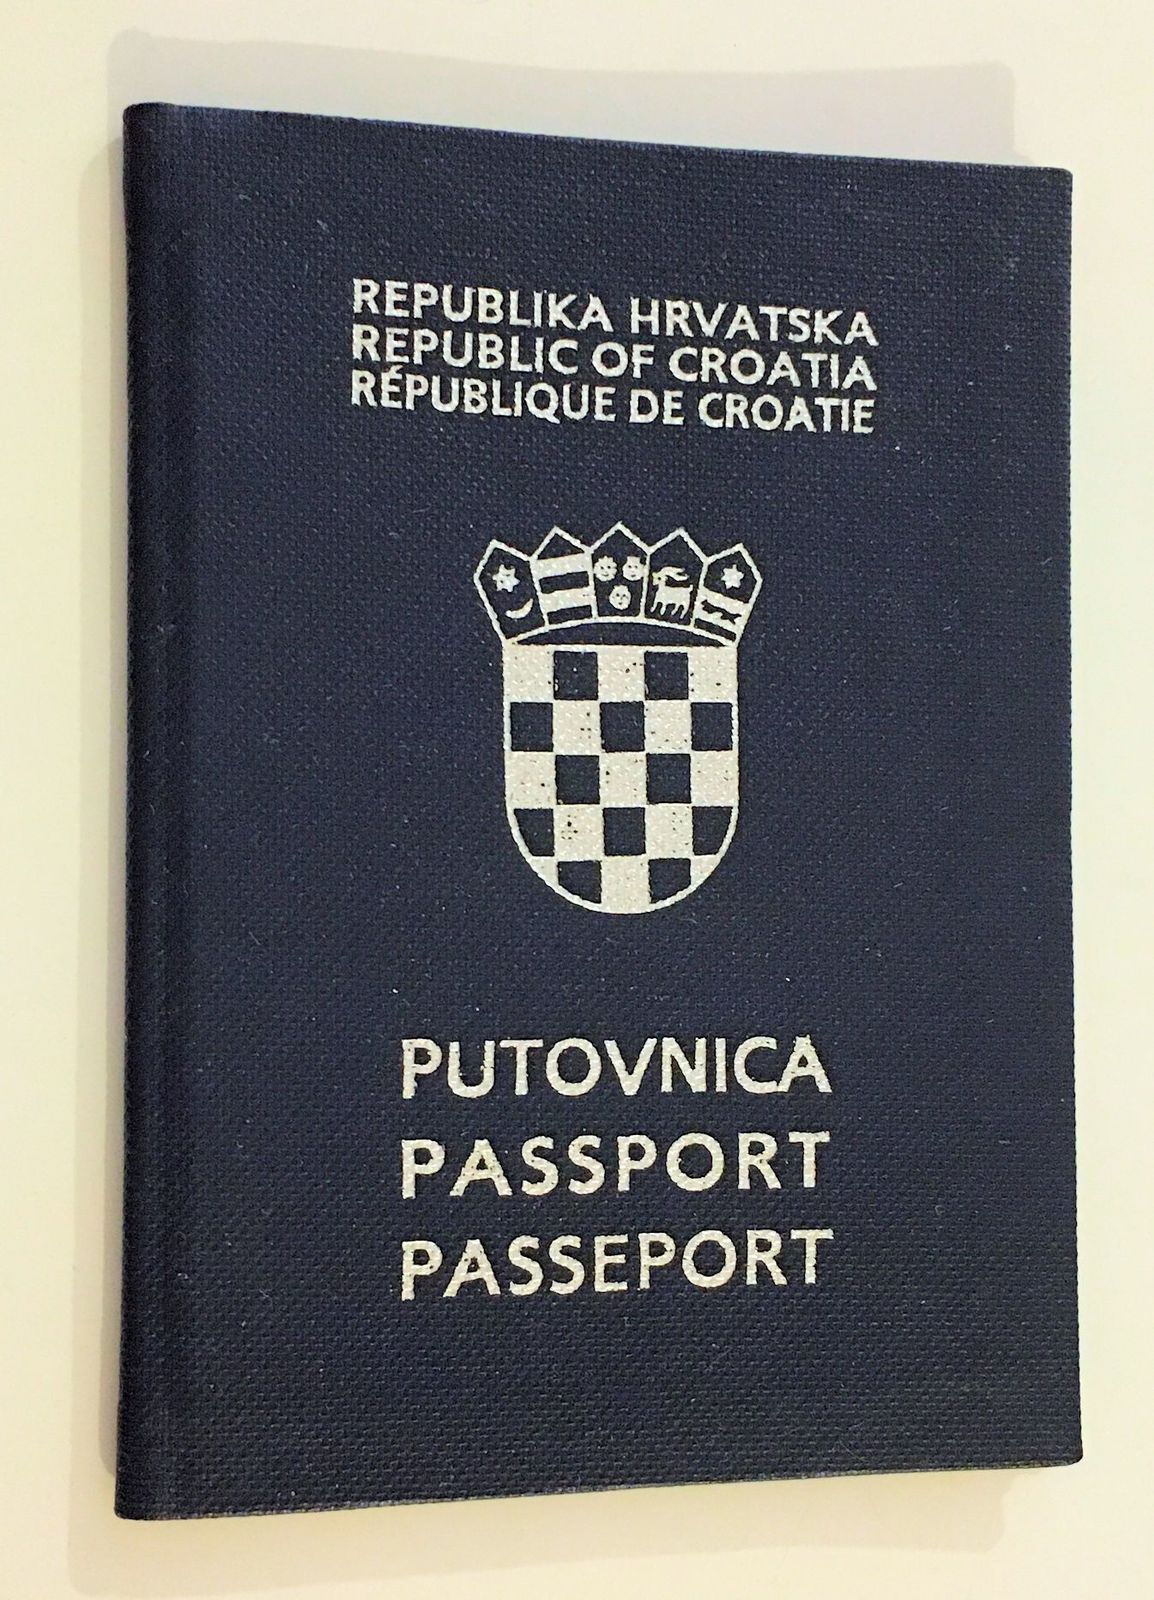 REPUBLIKA HRVATSKA
REPUBLIC OF CROATIA
RÉPUBLIQUE DE CROATIE
PUTOVNICA
PASSPORT
PASSEPORT